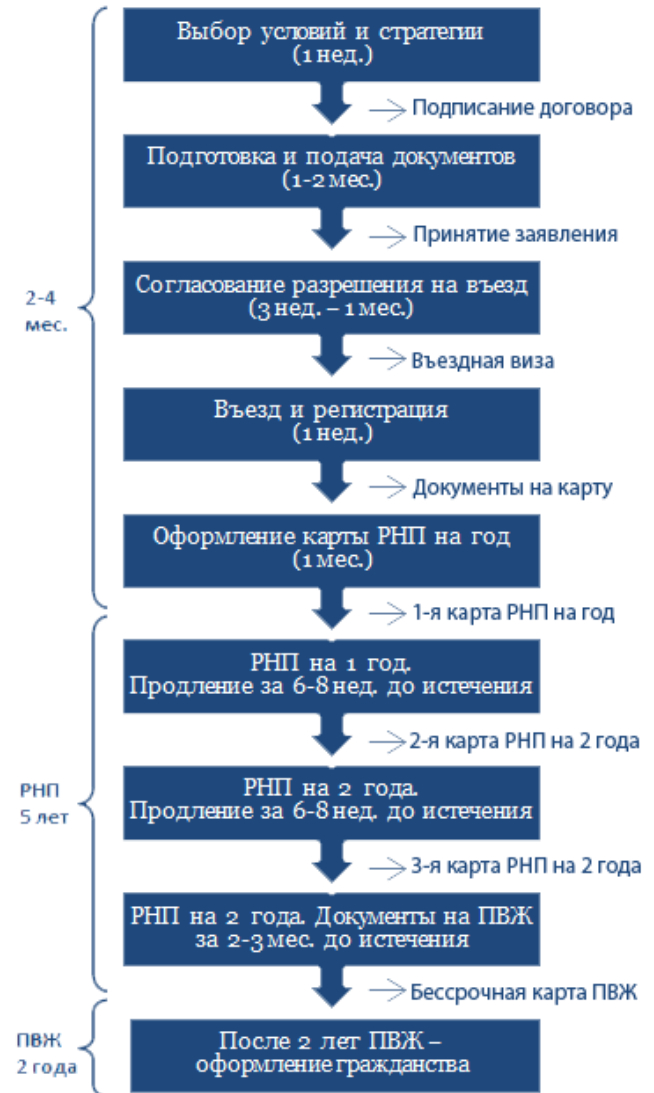 Выбор условий и стратегии
(1 нед.)
Подписание договора
Подготовка и подача документов
(1-2 мес.)
Принятие заявления
2-4
мес.
Согласование разрешения на въезд
(3 нед. – 1 мес.)
Въездная виза
Въезд и регистрация
(1 нед.)
Документы на карту
Оформление карты РНП на год
(1 мес.)
1-я карта РНП на год
РНП на 1 год.
Продление за 6-8 нед. до истечения
2-я карта РНП на 2 года
РНП
5 лет
РНП на 2 года.
Продление за 6-8 нед. до истечения
3-я карта РНП на 2 года
РНП на 2 года. Документы на ПВЖ
за 2-3 мес. до истечения
Бессрочная карта ПВЖ
ПВЖ
2 года
После 2 лет ПВЖ –
оформление гражданства